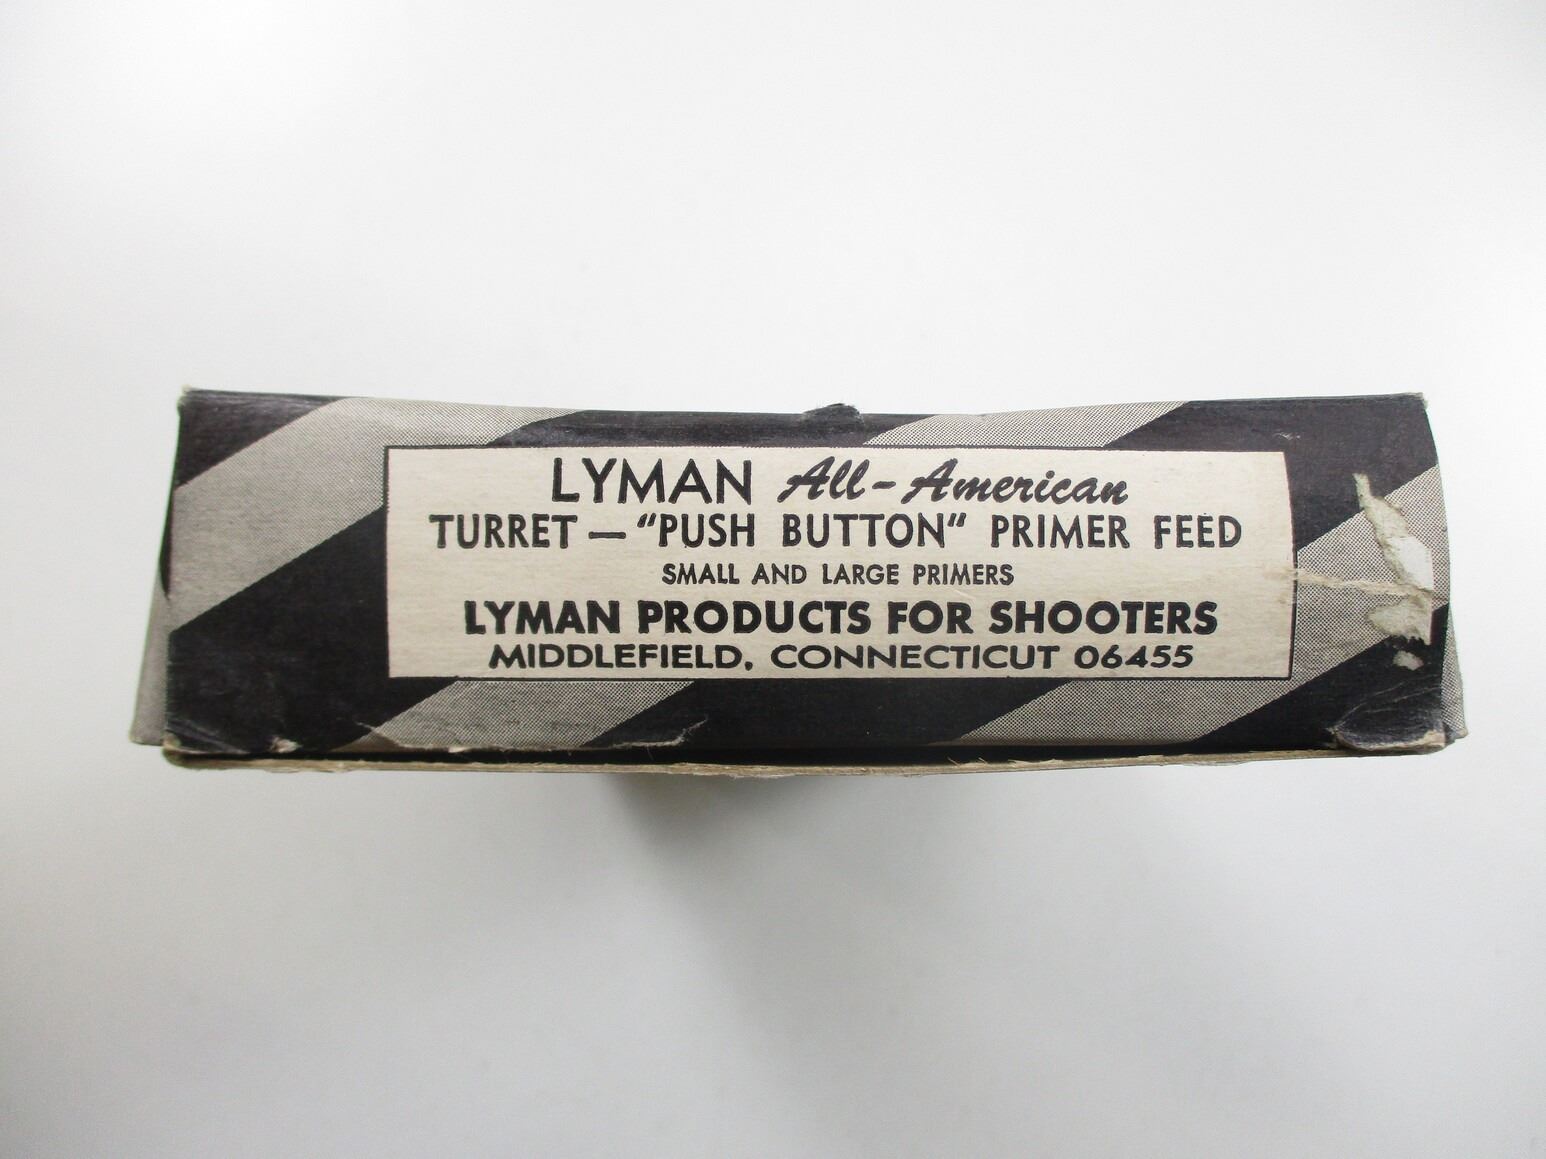 LYMAN All-American
TURRET — "PUSH BUTTON" PRIMER FEED
SMALL AND LARGE PRIMERS
LYMAN PRODUCTS FOR SHOOTERS
MIDDLEFIELD, CONNECTICUT 06455